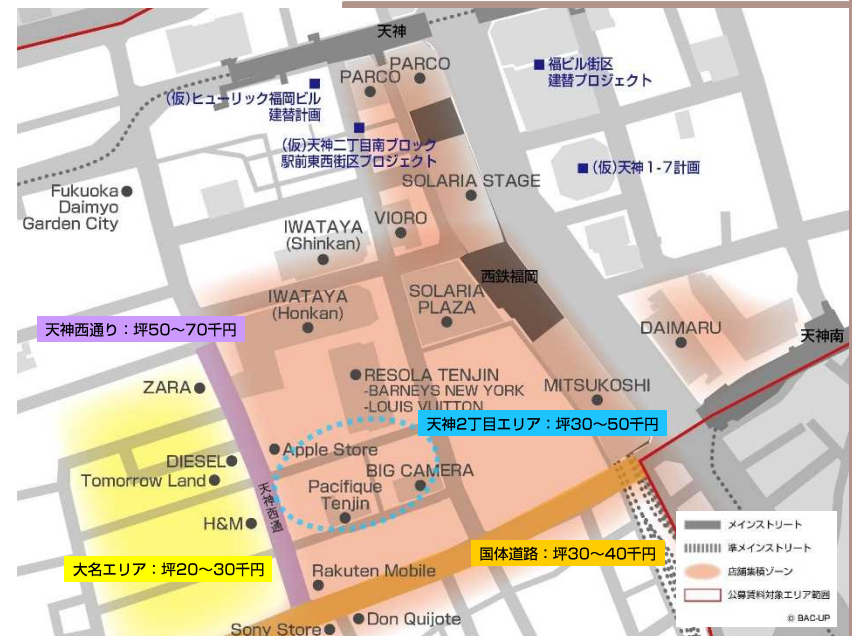 天神
PARCO
PARCO
■福ビル街区
建替プロジェクト
(仮)ヒューリック福岡ビル
建替計画
(仮)天神二丁目南ブロック
駅前東西街区プロジェクト
(仮)天神1-7計画
SOLARIA STAGE
Fukuoka
Daimyo
Garden City
IWATAYA
(Shinkan)
VIORO
西鉄福岡
IWATAYA
(Honkan)
SOLARIA
PLAZA
天神西通り：坪50～70千円
DAIMARU
天神南
ZARA
RESOLA TENJIN
-BARNEYS NEW YORK
-LOUIS VUITTON
MITSUKOSHI
天神2丁目エリア：坪30～50千円
Apple Store
DIESEL
BIG CAMERA
Tomorrow Land
Pacifique
Tenjin
天神西通
H&M
メインストリート
準メインストリート
国体道路：坪30～40千円
大名エリア：坪20～30千円
Rakuten Mobile
店舗集積ゾーン
公募賃料対象エリア範囲
© BAC-UP
Don Quijote
Sony Store